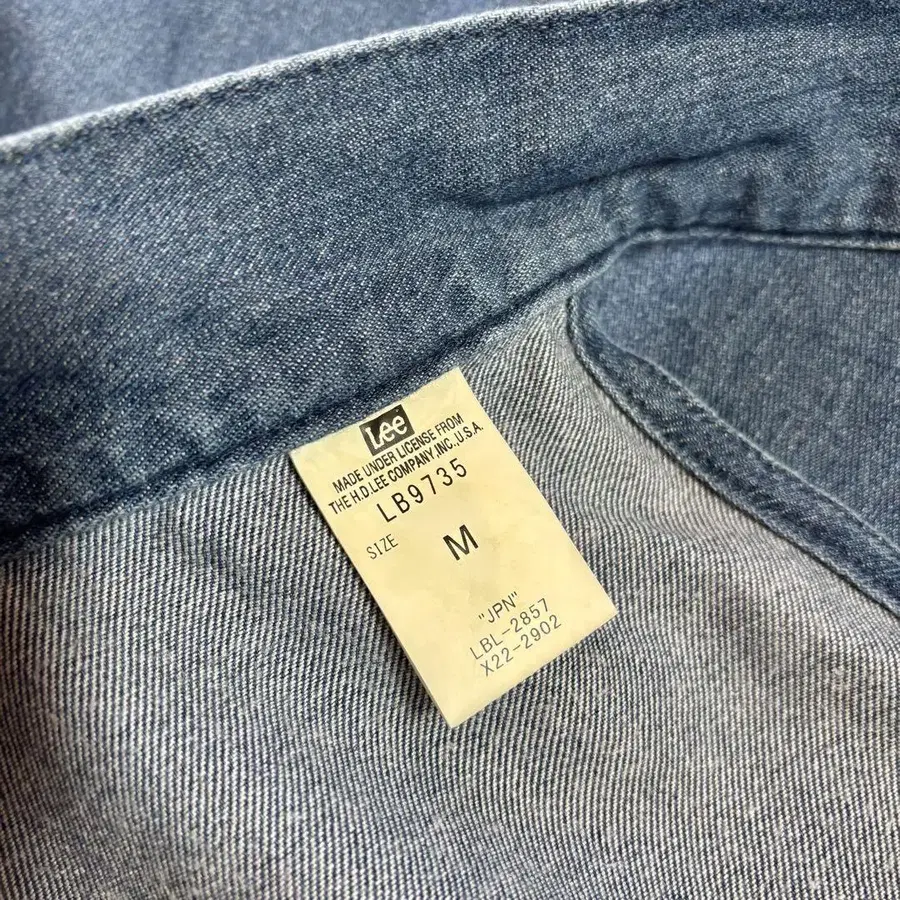 Lee
MADE UNDER LICENSE FROM
THE H.D.LEE COMPANY,INC.,U.S.A.
LB9735
SIZE M
"JPN"
LBL-2857
X22-2902